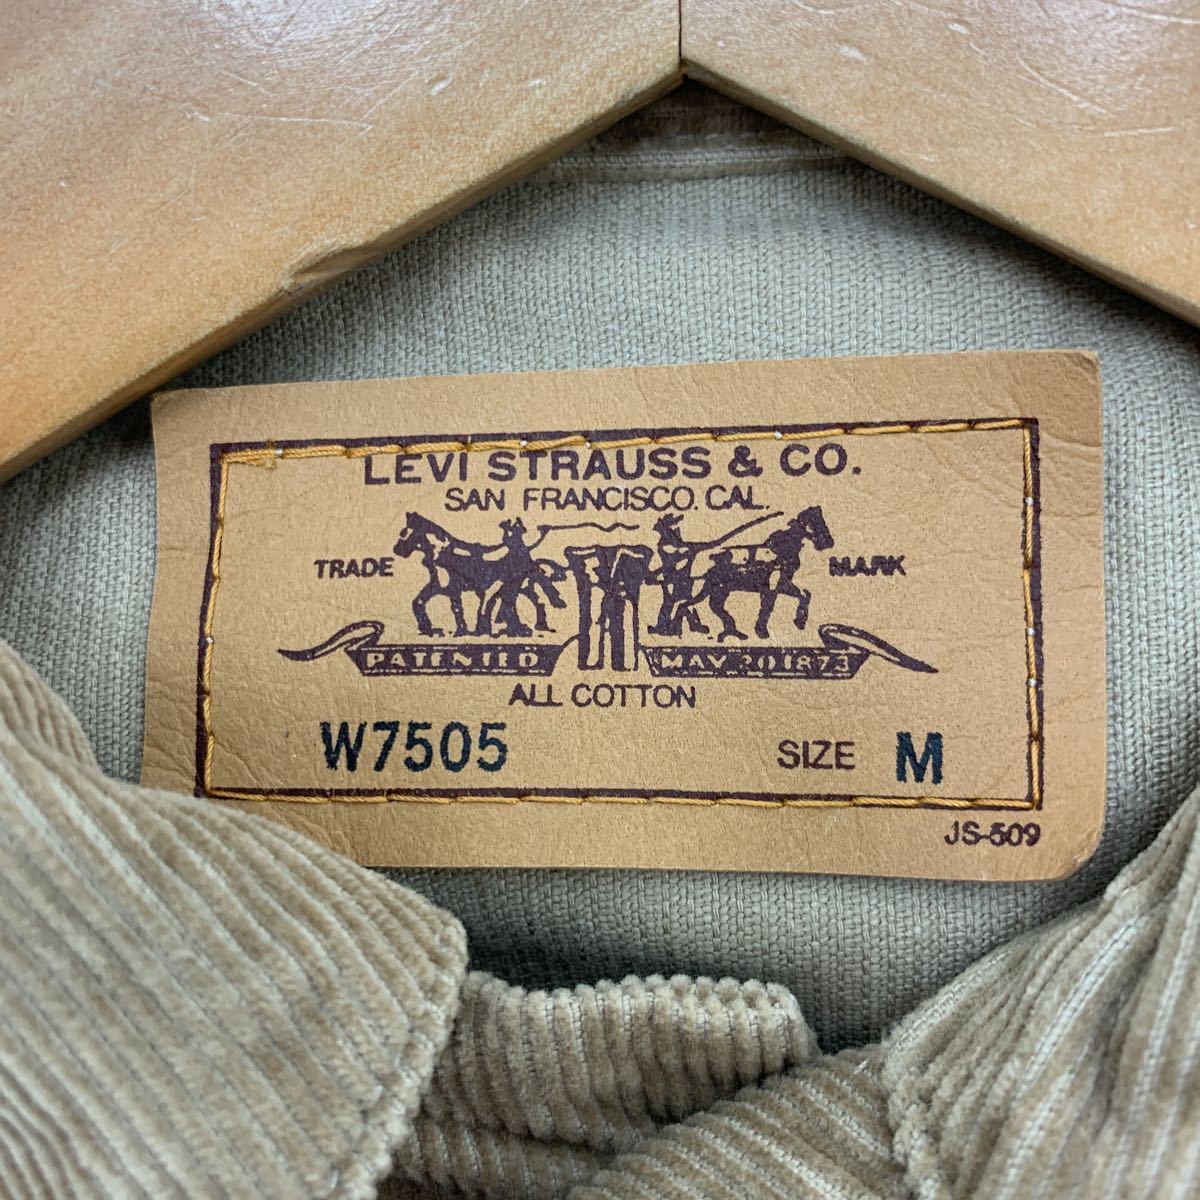 LEVI STRAUSS & CO.
SAN FRANCISCO. CAL.
TRADE MARK
PATENTED MAY 20 1873
ALL COTTON
W7505 SIZE M
JS-509